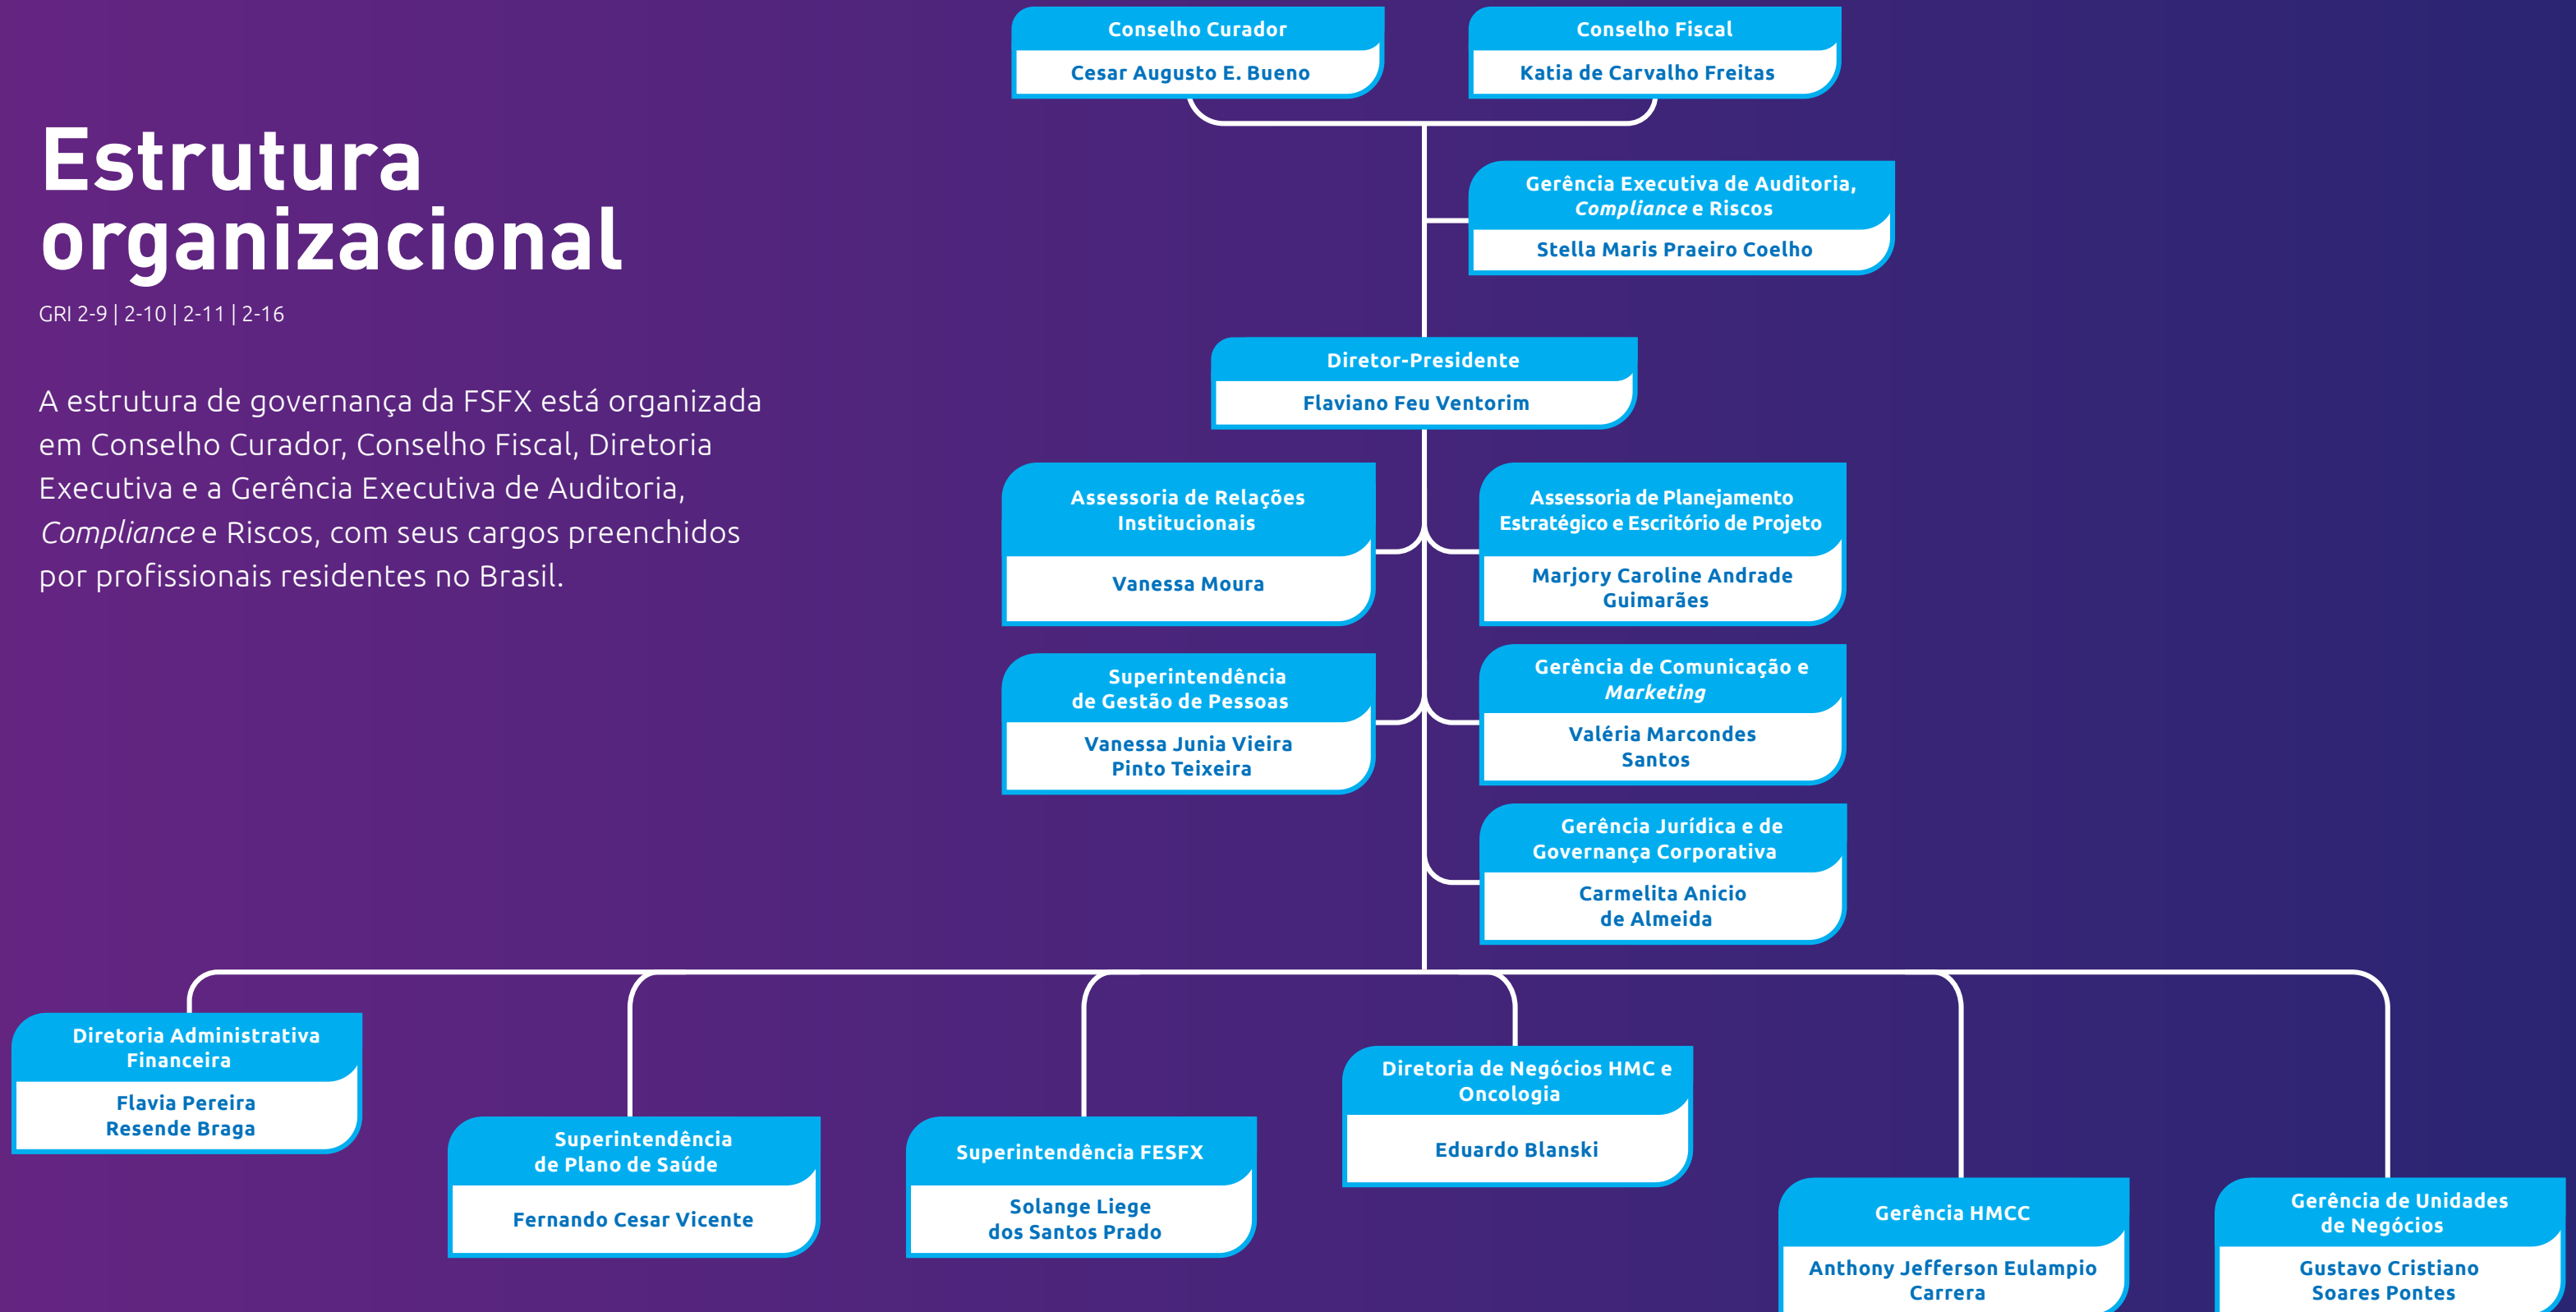 Estrutura
organizacional
GRI 2-9 | 2-10 | 2-11 | 2-16
A estrutura de governança da FSFX está organizada
em Conselho Curador, Conselho Fiscal, Diretoria
Executiva e a Gerência Executiva de Auditoria,
Compliance e Riscos, com seus cargos preenchidos
por profissionais residentes no Brasil.
Conselho Curador
Cesar Augusto E. Bueno
Conselho Fiscal
Katia de Carvalho Freitas
Gerência Executiva de Auditoria,
Compliance e Riscos
Stella Maris Praeiro Coelho
Diretor-Presidente
Flaviano Feu Ventorim
Assessoria de Relações
Institucionais
Vanessa Moura
Assessoria de Planejamento
Estratégico e Escritório de Projeto
Marjory Caroline Andrade
Guimarães
Superintendência
de Gestão de Pessoas
Vanessa Junia Vieira
Pinto Teixeira
Gerência de Comunicação e
Marketing
Valéria Marcondes
Santos
Gerência Jurídica e de
Governança Corporativa
Carmelita Anicio
de Almeida
Diretoria Administrativa
Financeira
Flavia Pereira
Resende Braga
Superintendência
de Plano de Saúde
Fernando Cesar Vicente
Superintendência FESFX
Solange Liege
dos Santos Prado
Diretoria de Negócios HMC e
Oncologia
Eduardo Blanski
Gerência HMCC
Anthony Jefferson Eulampio
Carrera
Gerência de Unidades
de Negócios
Gustavo Cristiano
Soares Pontes